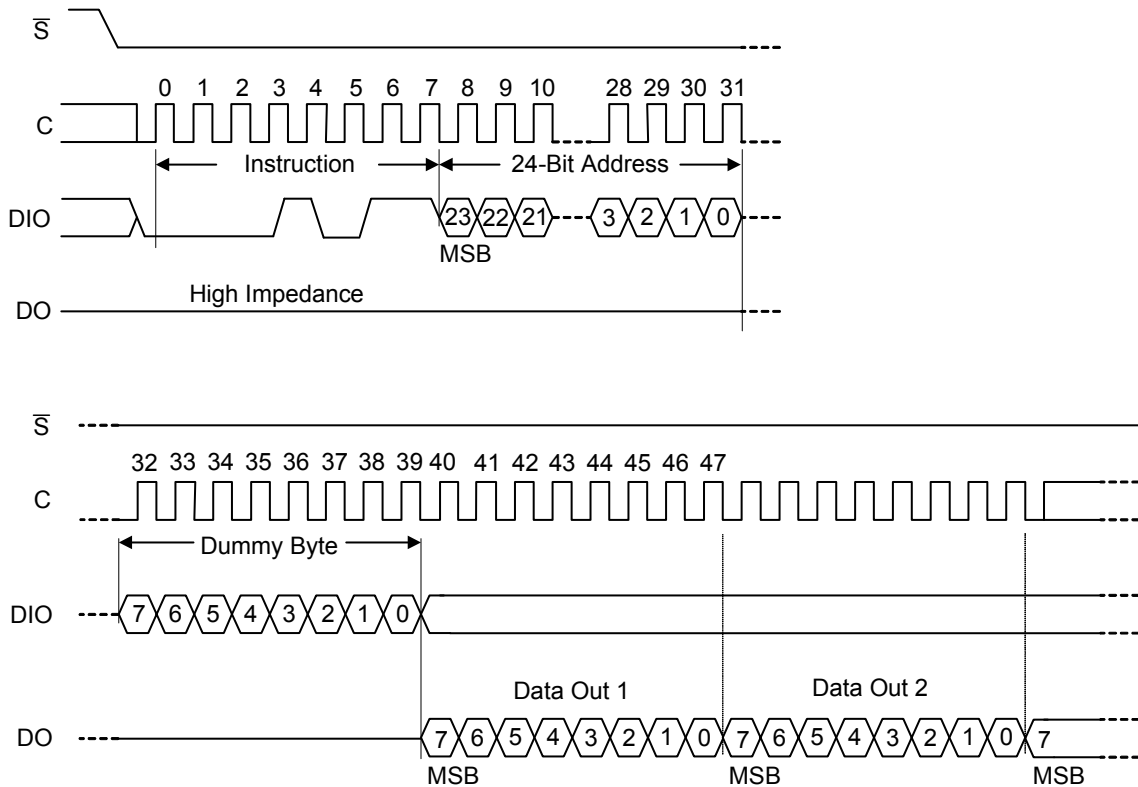 S
0 1 2 3 4 5 6 7 8 9 10 28 29 30 31
C
Instruction 24-Bit Address
DIO 23 22 21 3 2 1 0
MSB
High Impedance
DO
S
32 33 34 35 36 37 38 39 40 41 42 43 44 45 46 47
C
Dummy Byte
DIO 7 6 5 4 3 2 1 0
Data Out 1 Data Out 2
DO 7 6 5 4 3 2 1 0 7 6 5 4 3 2 1 0 7
MSB MSB MSB